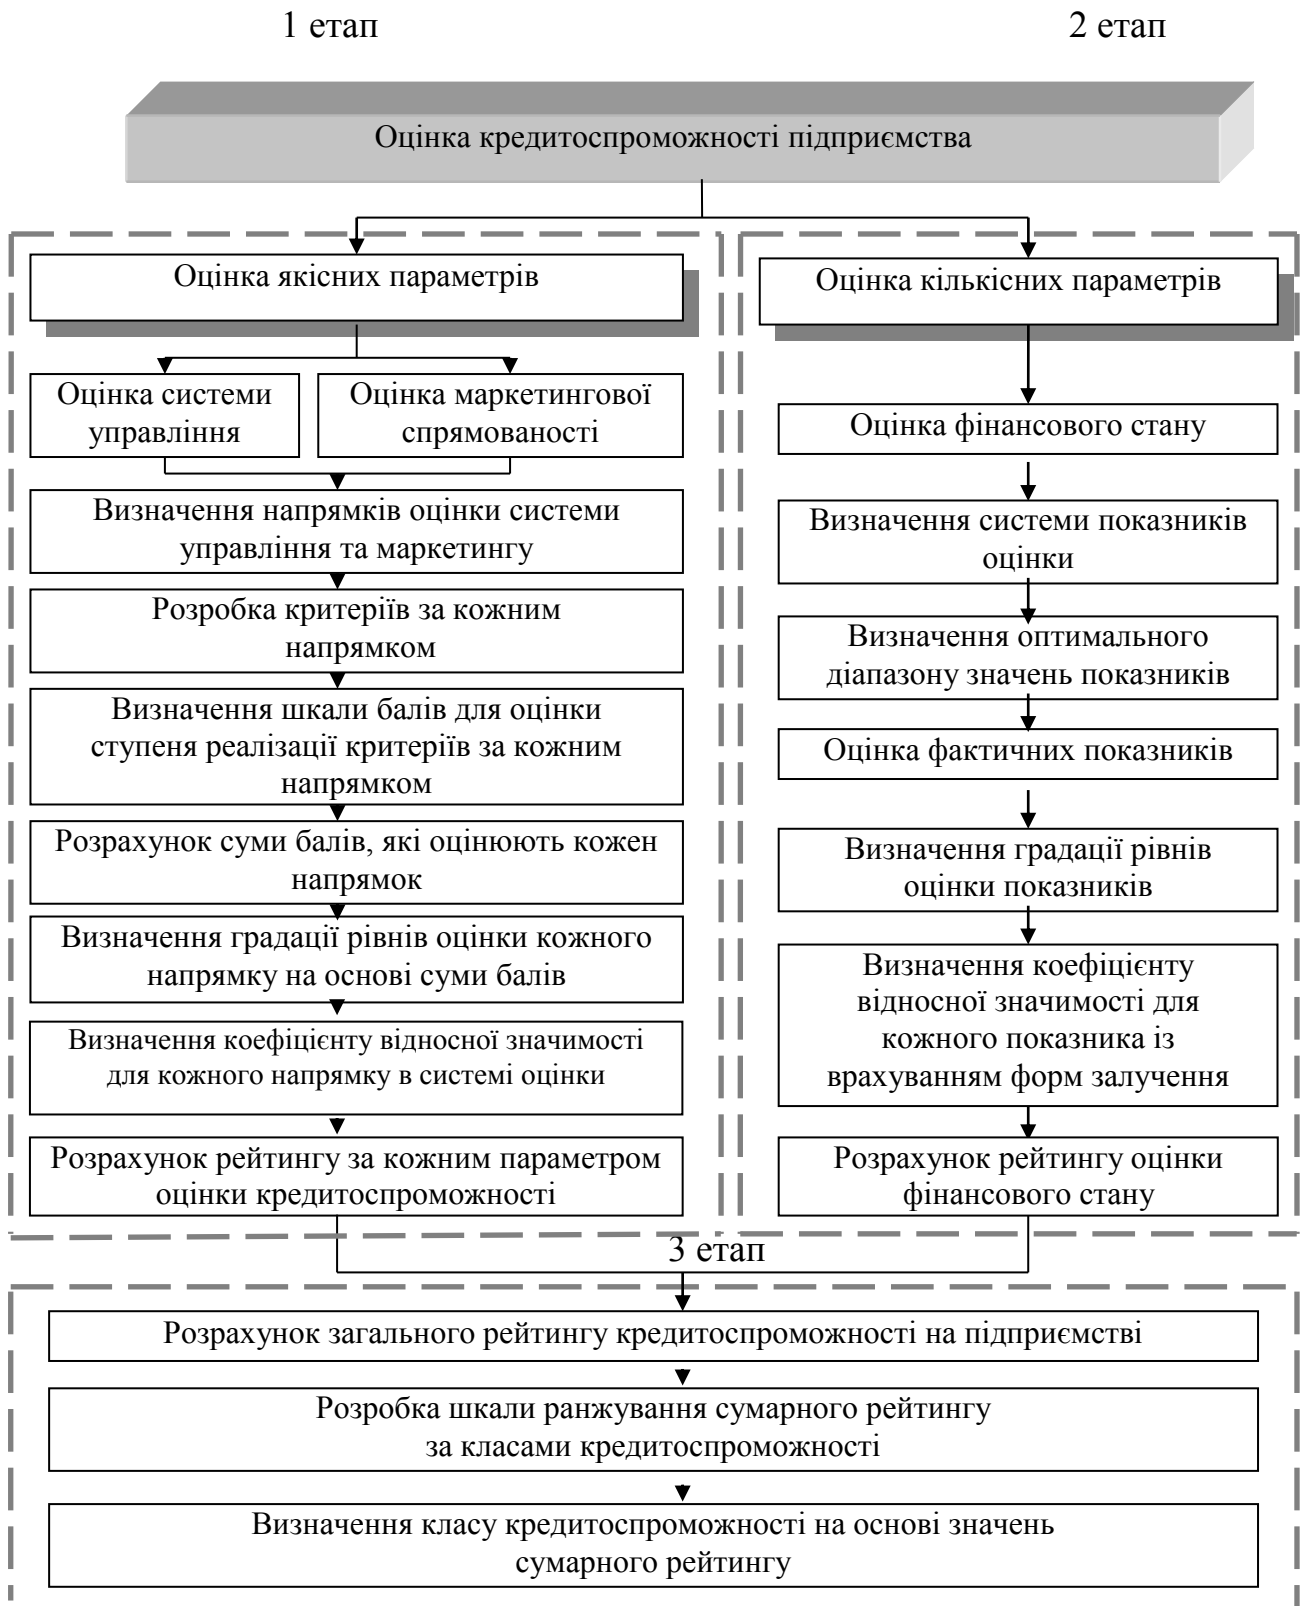 1 етап
2 етап
Оцінка кредитоспроможності підприємства
Оцінка якісних параметрів
Оцінка системи
управління
Оцінка маркетингової
спрямованості
Визначення напрямків оцінки системи
управління та маркетингу
Розробка критеріїв за кожним
напрямком
Визначення шкали балів для оцінки
ступеня реалізації критеріїв за кожним
напрямком
Розрахунок суми балів, які оцінюють кожен
напрямок
Визначення градації рівнів оцінки кожного
напрямку на основі суми балів
Визначення коефіцієнту відносної значимості
для кожного напрямку в системі оцінки
Розрахунок рейтингу за кожним параметром
оцінки кредитоспроможності
Оцінка кількісних параметрів
Оцінка фінансового стану
Визначення системи показників
оцінки
Визначення оптимального
діапазону значень показників
Оцінка фактичних показників
Визначення градації рівнів
оцінки показників
Визначення коефіцієнту
відносної значимості для
кожного показника із
врахуванням форм залучення
Розрахунок рейтингу оцінки
фінансового стану
3 етап
Розрахунок загального рейтингу кредитоспроможності на підприємстві
Розробка шкали ранжування сумарного рейтингу
за класами кредитоспроможності
Визначення класу кредитоспроможності на основі значень
сумарного рейтингу